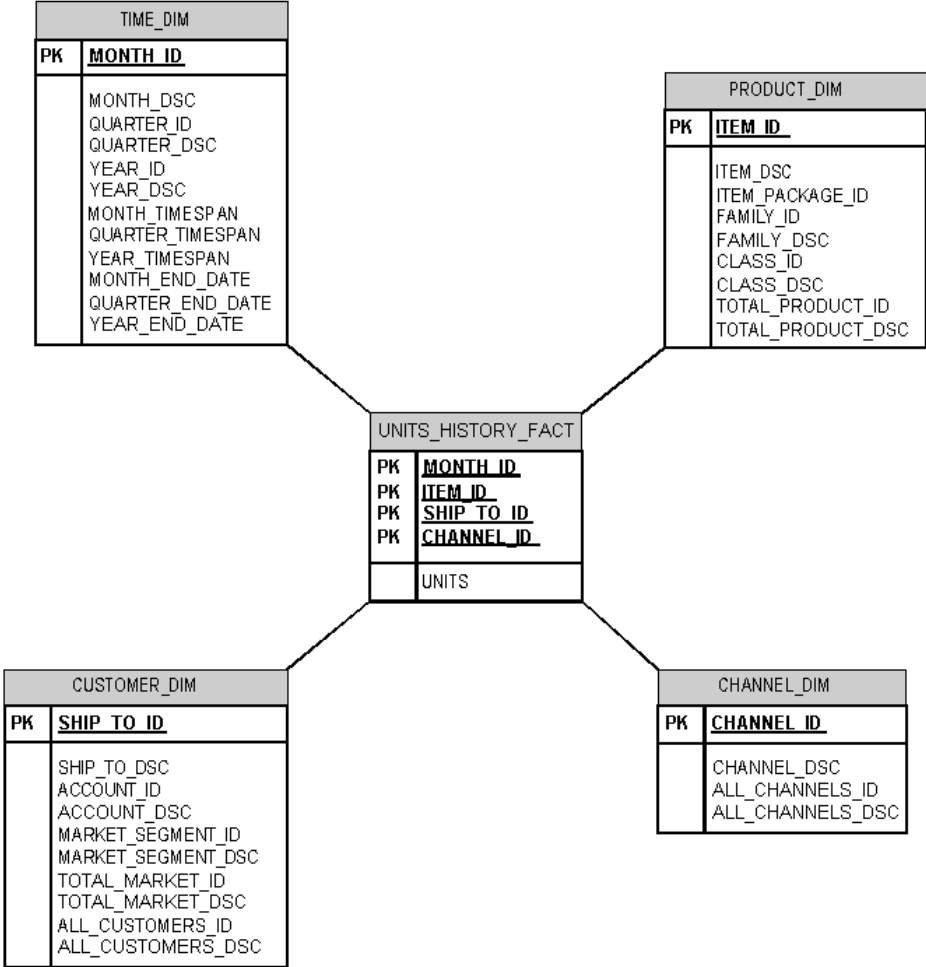 TIME_DIM
PK MONTH_ID
MONTH_DSC
QUARTER_ID
QUARTER_DSC
YEAR_ID
YEAR_DSC
MONTH_TIMESPAN
QUARTER_TIMESPAN
YEAR_TIMESPAN
MONTH_END_DATE
QUARTER_END_DATE
YEAR_END_DATE
PRODUCT_DIM
PK ITEM_ID
ITEM_DSC
ITEM_PACKAGE_ID
FAMILY_ID
FAMILY_DSC
CLASS_ID
CLASS_DSC
TOTAL_PRODUCT_ID
TOTAL_PRODUCT_DSC
UNITS_HISTORY_FACT
PK MONTH_ID
PK ITEM_ID
PK SHIP_TO_ID
PK CHANNEL_ID
UNITS
CUSTOMER_DIM
PK SHIP_TO_ID
SHIP_TO_DSC
ACCOUNT_ID
ACCOUNT_DSC
MARKET_SEGMENT_ID
MARKET_SEGMENT_DSC
TOTAL_MARKET_ID
TOTAL_MARKET_DSC
ALL_CUSTOMERS_ID
ALL_CUSTOMERS_DSC
CHANNEL_DIM
PK CHANNEL_ID
CHANNEL_DSC
ALL_CHANNELS_ID
ALL_CHANNELS_DSC